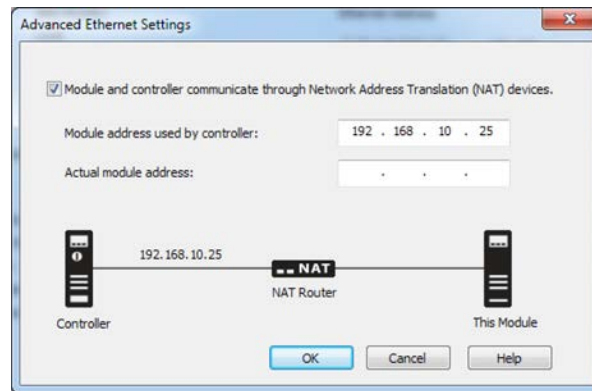 Advanced Ethernet Settings
Module and controller communicate through Network Address Translation (NAT) devices.
Module address used by controller: 192 . 168 . 10 . 25
Actual module address: . . .
192.168.10.25
NAT
NAT Router
Controller
This Module
OK Cancel Help